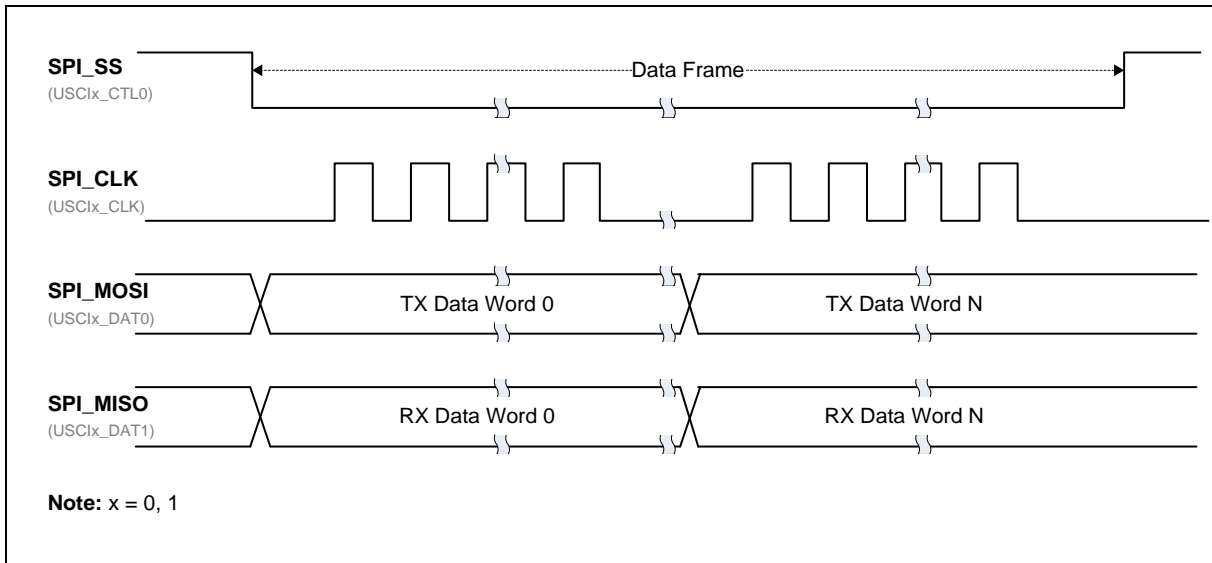 SPI_SS
(USCIx_CTL0)
Data Frame
SPI_CLK
(USCIx_CLK)
SPI_MOSI
(USCIx_DAT0)
TX Data Word 0
TX Data Word N
SPI_MISO
(USCIx_DAT1)
RX Data Word 0
RX Data Word N
Note: x = 0, 1